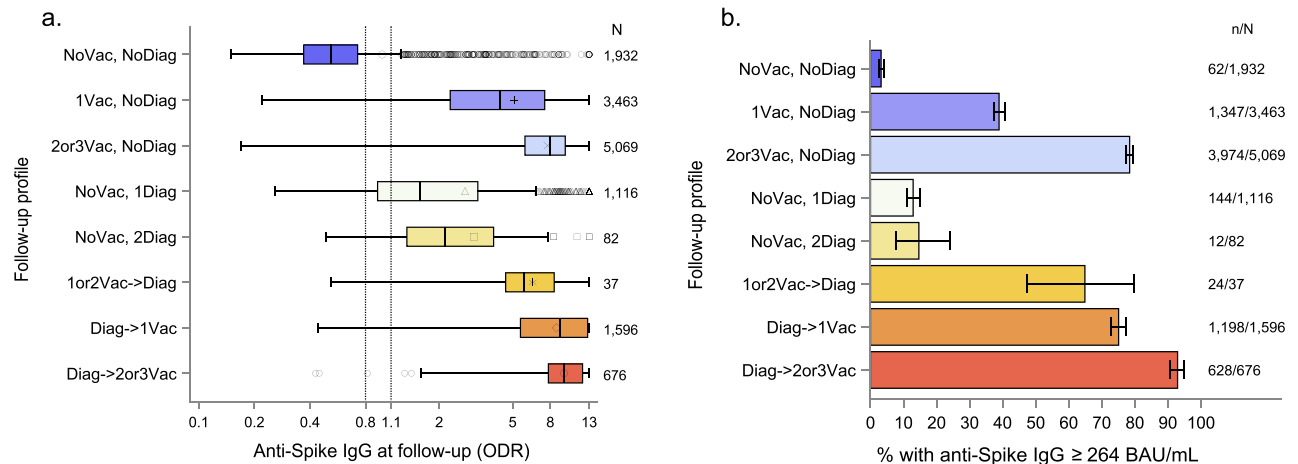 a.
N
NoVac, NoDiag
1,932
1Vac, NoDiag
3,463
2or3Vac, NoDiag
5,069
NoVac, 1Diag
1,116
NoVac, 2Diag
82
1or2Vac->Diag
37
Diag->1Vac
1,596
Diag->2or3Vac
676
Follow-up profile
0.1 0.2 0.4 0.8 1.1 2 5 8 13
Anti-Spike IgG at follow-up (ODR)
b.
n/N
NoVac, NoDiag
62/1,932
1Vac, NoDiag
1,347/3,463
2or3Vac, NoDiag
3,974/5,069
NoVac, 1Diag
144/1,116
NoVac, 2Diag
12/82
1or2Vac->Diag
24/37
Diag->1Vac
1,198/1,596
Diag->2or3Vac
628/676
Follow-up profile
0 10 20 30 40 50 60 70 80 90 100
% with anti-Spike IgG ≥ 264 BAU/mL